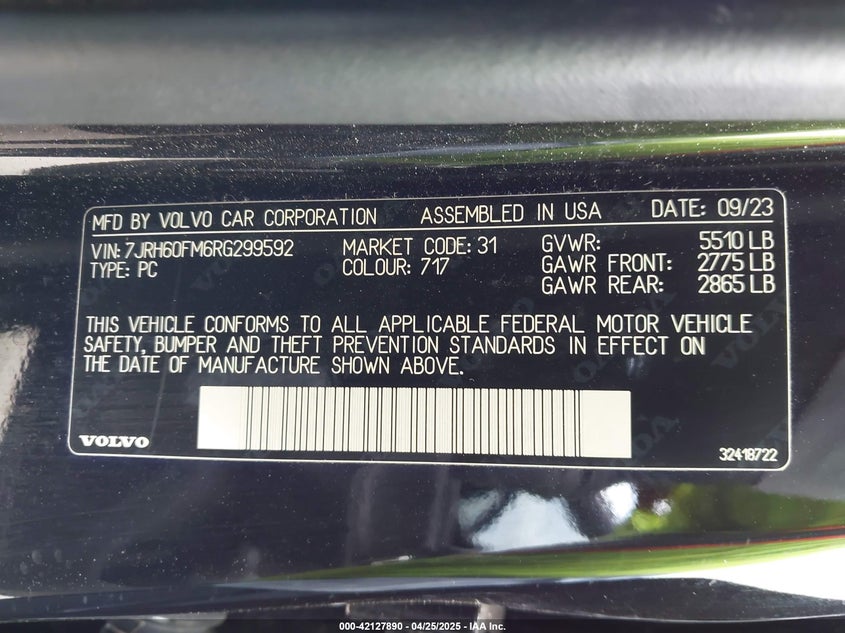 MFD BY VOLVO CAR CORPORATION ASSEMBLED IN USA DATE: 09/23
VIN: 7JRH60FM6RG299592 MARKET CODE: 31 GVWR: 5510 LB
TYPE: PC COLOUR: 717 GAWR FRONT: 2775 LB
GAWR REAR: 2865 LB
THIS VEHICLE CONFORMS TO ALL APPLICABLE FEDERAL MOTOR VEHICLE
SAFETY, BUMPER AND THEFT PREVENTION STANDARDS IN EFFECT ON
THE DATE OF MANUFACTURE SHOWN ABOVE.
VOLVO 32418722
000-42127890 - 04/25/2025 - IAA Inc.